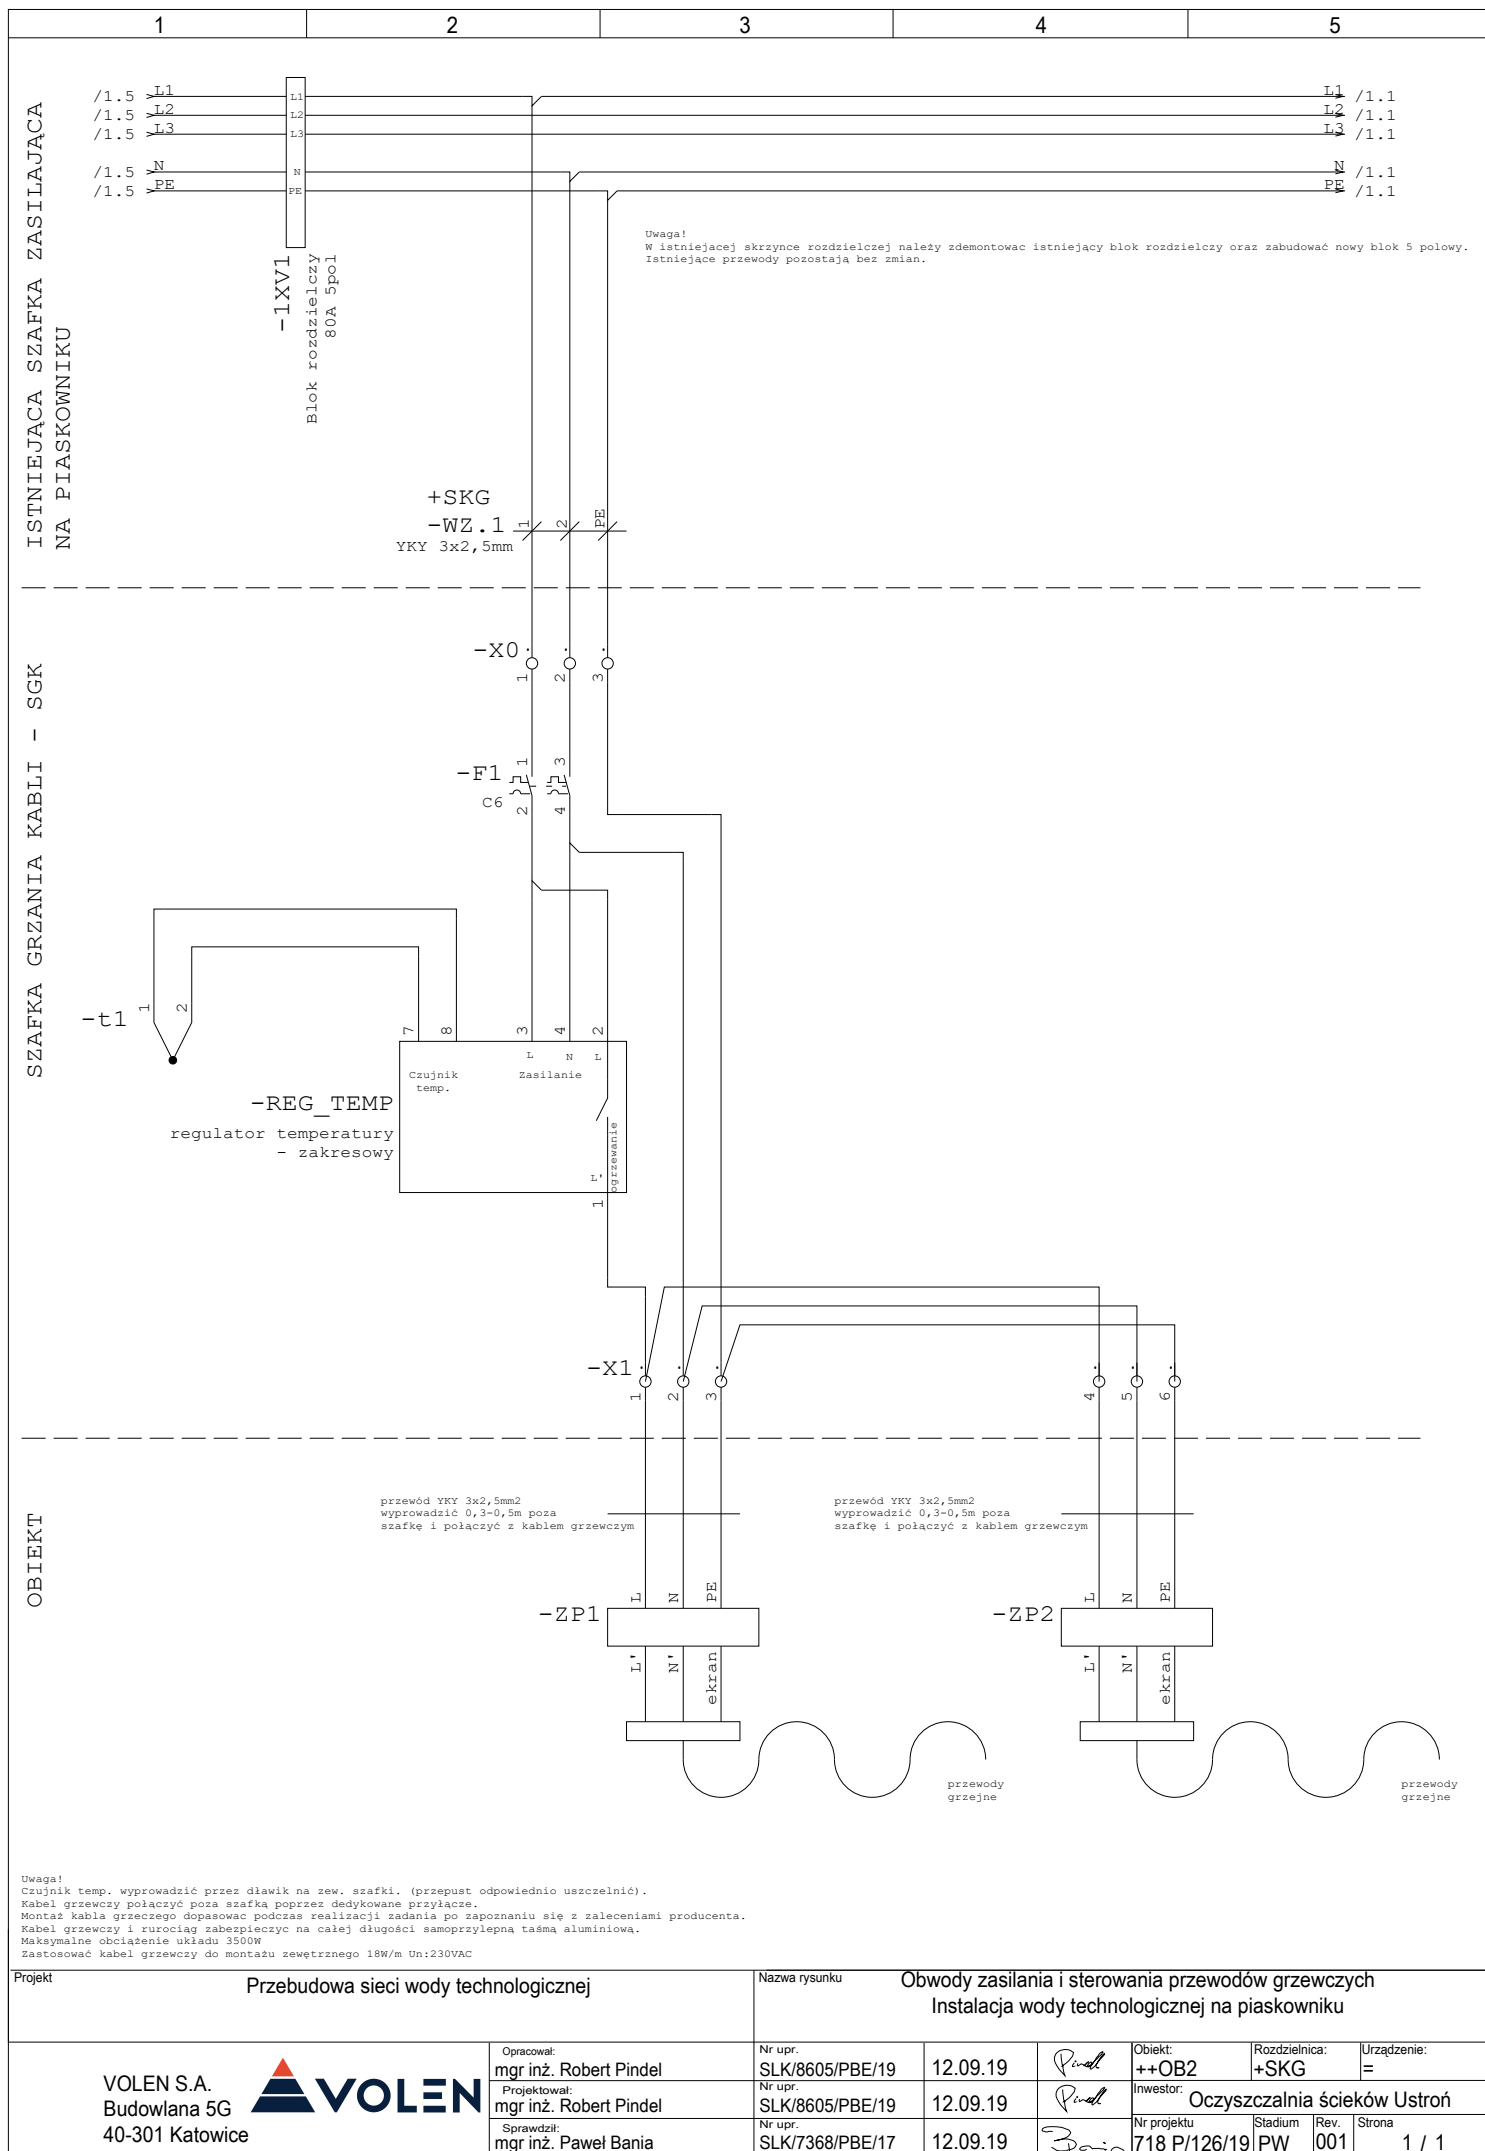 1 2 3 4 5
ISTNIEJĄCA SZAFKA ZASILAJĄCA
NA PIASKOWNIKU
/1.5 L1 L1 L1 /1.1
/1.5 L2 L2 L2 /1.1
/1.5 L3 L3 L3 /1.1
/1.5 N N N /1.1
/1.5 PE PE PE /1.1
-1XV1
Blok rozdzielczy
80A 5pol
Uwaga!
W istniejacej skrzynce rozdzielczej należy zdemontowac istniejący blok rozdzielczy oraz zabudować nowy blok 5 polowy.
Istniejące przewody pozostają bez zmian.
+SKG
-WZ.1 1 2 PE
YKY 3x2,5mm
SZAFKA GRZANIA KABLI - SGK
-X0
1 2 3
-F1 1 3
C6 2 4
-t1 1 2
7 8 3 4 2
L N L
Czujnik
temp.
Zasilanie
-REG_TEMP
regulator temperatury
- zakresowy
ogrzewanie
L'
1
-X1
1 2 3 4 5 6
OBIEKT
przewód YKY 3x2,5mm2
wyprowadzić 0,3-0,5m poza
szafkę i połączyć z kablem grzewczym
przewód YKY 3x2,5mm2
wyprowadzić 0,3-0,5m poza
szafkę i połączyć z kablem grzewczym
L N PE
-ZP1
L' N' ekran
przewody
grzejne
L N PE
-ZP2
L' N' ekran
przewody
grzejne
Uwaga!
Czujnik temp. wyprowadzić przez dławik na zew. szafki. (przepust odpowiednio uszczelnić).
Kabel grzewczy połączyć poza szafką poprzez dedykowane przyłącze.
Montaż kabla grzeczego dopasowac podczas realizacji zadania po zapoznaniu się z zaleceniami producenta.
Kabel grzewczy i rurociąg zabezpieczyc na całej długości samoprzylepną taśmą aluminiową.
Maksymalne obciążenie układu 3500W
Zastosować kabel grzewczy do montażu zewętrznego 18W/m Un:230VAC
Projekt
Przebudowa sieci wody technologicznej
Nazwa rysunku
Obwody zasilania i sterowania przewodów grzewczych
Instalacja wody technologicznej na piaskowniku
VOLEN S.A.
Budowlana 5G
40-301 Katowice
VOLEN
Opracował:
mgr inż. Robert Pindel
Nr upr.
SLK/8605/PBE/19
12.09.19
Projektował:
mgr inż. Robert Pindel
Nr upr.
SLK/8605/PBE/19
12.09.19
Sprawdził:
mgr inż. Paweł Bania
Nr upr.
SLK/7368/PBE/17
12.09.19
Obiekt:
++OB2
Rozdzielnica:
+SKG
Urządzenie:
=
Inwestor:
Oczyszczalnia ścieków Ustroń
Nr projektu
718 P/126/19
Stadium
PW
Rev.
001
Strona
1 / 1